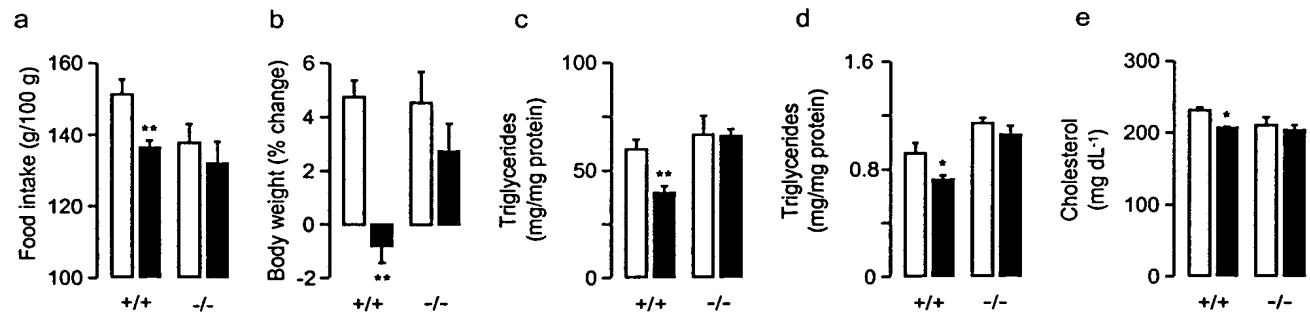 a
Food intake (g/100 g)
160
140
120
100
**
+/+
-/-
b
Body weight (% change)
6
4
2
0
-2
**
+/+
-/-
c
Triglycerides
(mg/mg protein)
100
50
0
**
+/+
-/-
d
Triglycerides
(mg/mg protein)
1.6
0.8
0
*
+/+
-/-
e
Cholesterol
(mg dL⁻¹)
300
200
100
0
*
+/+
-/-